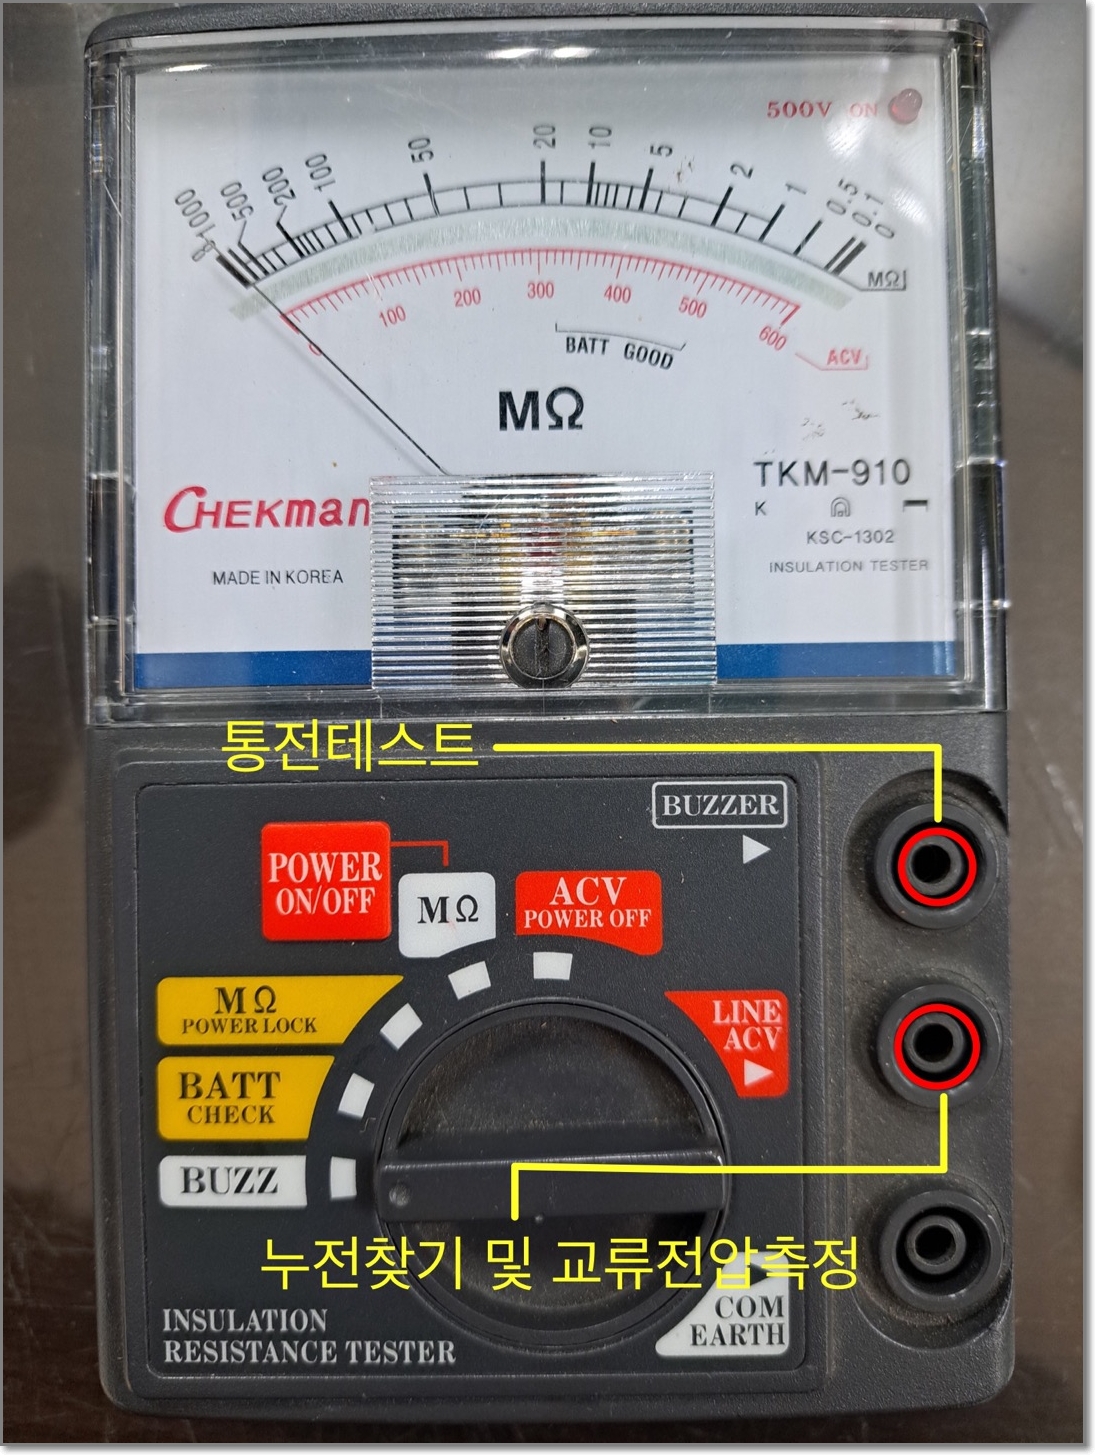 500V ON
∞ 1000 500 200 100 50 20 10 5 2 1 0.5 0.1 0
MΩ
0 100 200 300 400 500 600
ACV
BATT GOOD
MΩ
TKM-910
K
KSC-1302
INSULATION TESTER
CHEKman
MADE IN KOREA
통전테스트
BUZZER
POWER
ON/OFF
MΩ
ACV
POWER OFF
MΩ
POWER LOCK
LINE
ACV
BATT
CHECK
BUZZ
누전찾기 및 교류전압측정
COM
EARTH
INSULATION
RESISTANCE TESTER